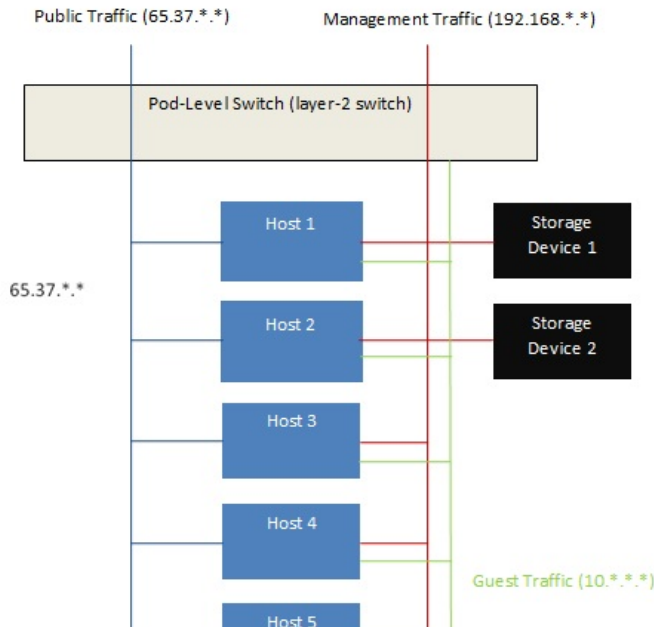 Public Traffic (65.37.*.*)
Management Traffic (192.168.*.*)
Pod-Level Switch (layer-2 switch)
Host 1
Storage
Device 1
65.37.*.*
Host 2
Storage
Device 2
Host 3
Host 4
Guest Traffic (10.*.*.*)
Host 5